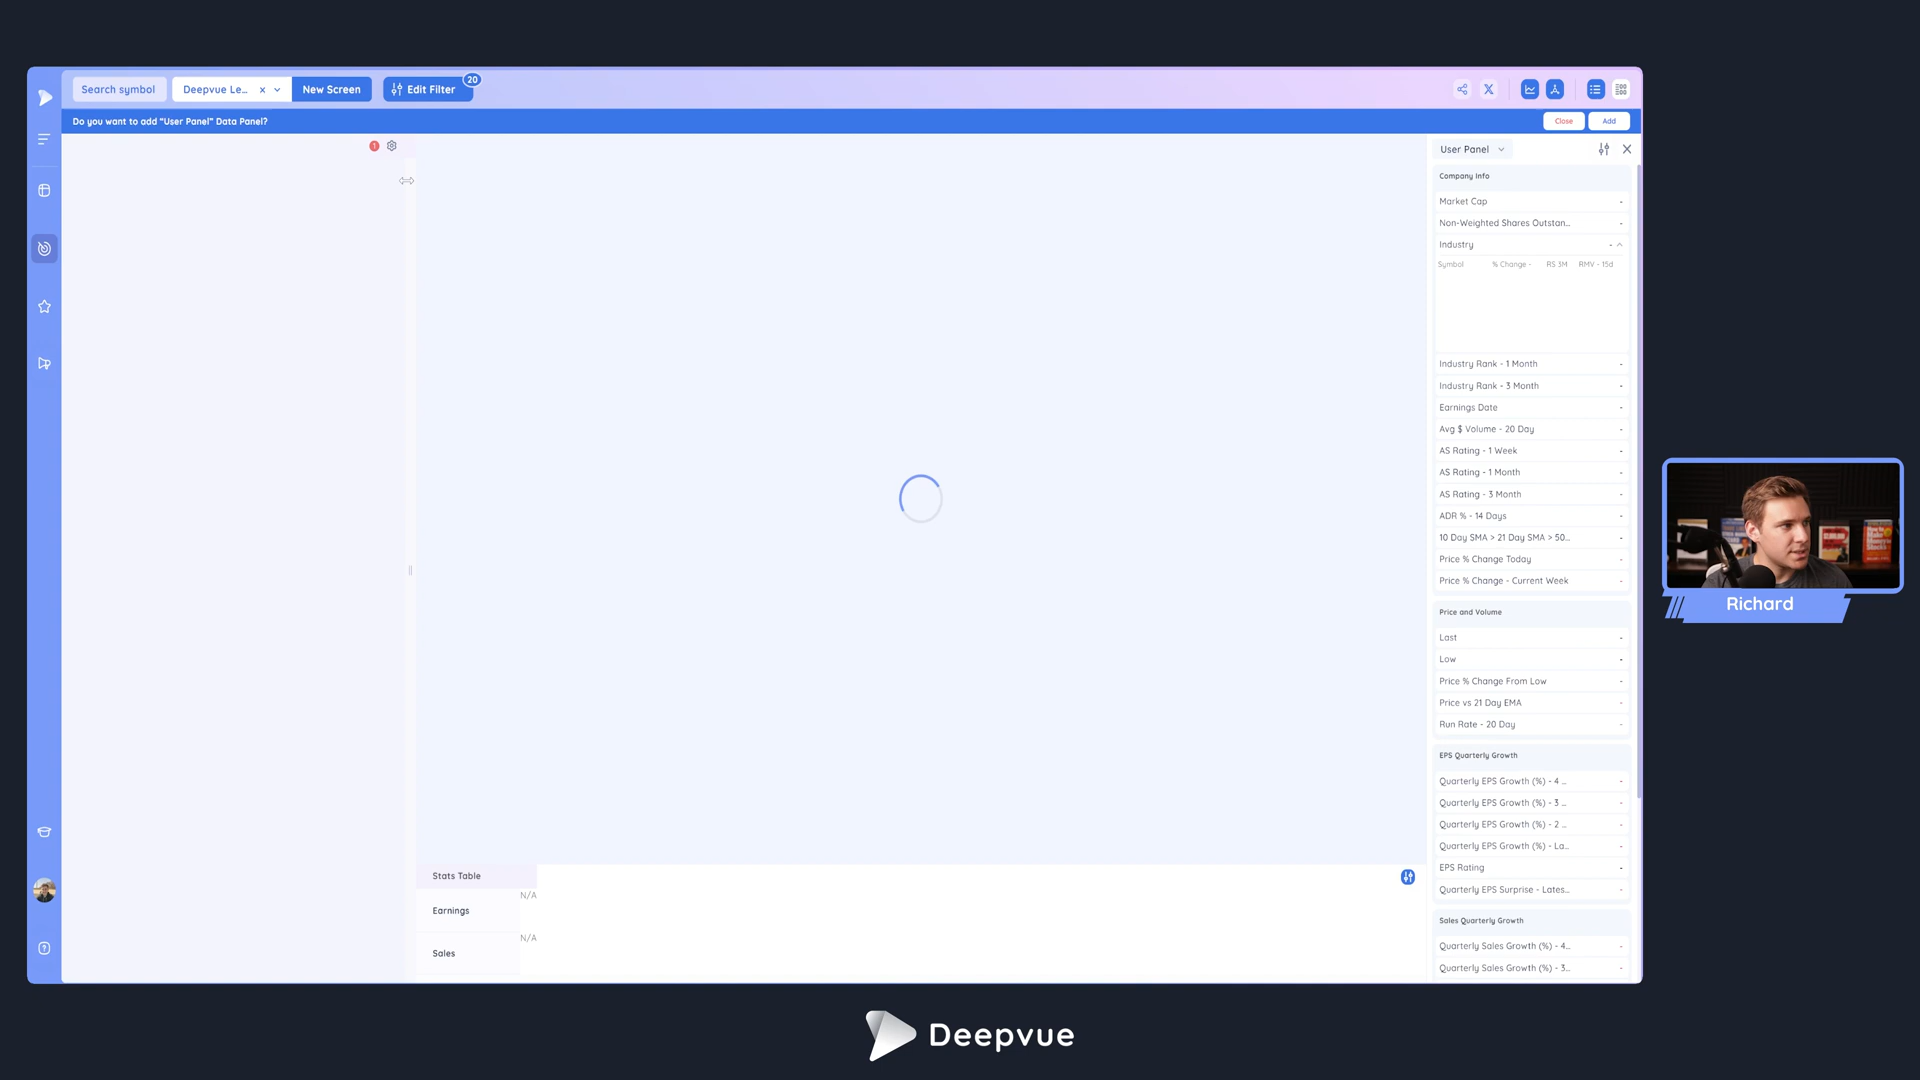 Search symbol
Deepvue Le...
New Screen
Edit Filter
20
Do you want to add “User Panel” Data Panel?
Close
Add
User Panel
Company Info
Market Cap -
Non-Weighted Shares Outstan... -
Industry -
Symbol % Change - RS 3M RMV - 15d
Industry Rank - 1 Month -
Industry Rank - 3 Month -
Earnings Date -
Avg $ Volume - 20 Day -
AS Rating - 1 Week -
AS Rating - 1 Month -
AS Rating - 3 Month -
ADR % - 14 Days -
10 Day SMA > 21 Day SMA > 50... -
Price % Change Today -
Price % Change - Current Week -
Price and Volume
Last -
Low -
Price % Change From Low -
Price vs 21 Day EMA -
Run Rate - 20 Day -
EPS Quarterly Growth
Quarterly EPS Growth (%) - 4 ... -
Quarterly EPS Growth (%) - 3 ... -
Quarterly EPS Growth (%) - 2 ... -
Quarterly EPS Growth (%) - La... -
EPS Rating -
Quarterly EPS Surprise - Lates... -
Sales Quarterly Growth
Quarterly Sales Growth (%) - 4... -
Quarterly Sales Growth (%) - 3... -
Stats Table
N/A
Earnings
N/A
Sales
Richard
Deepvue